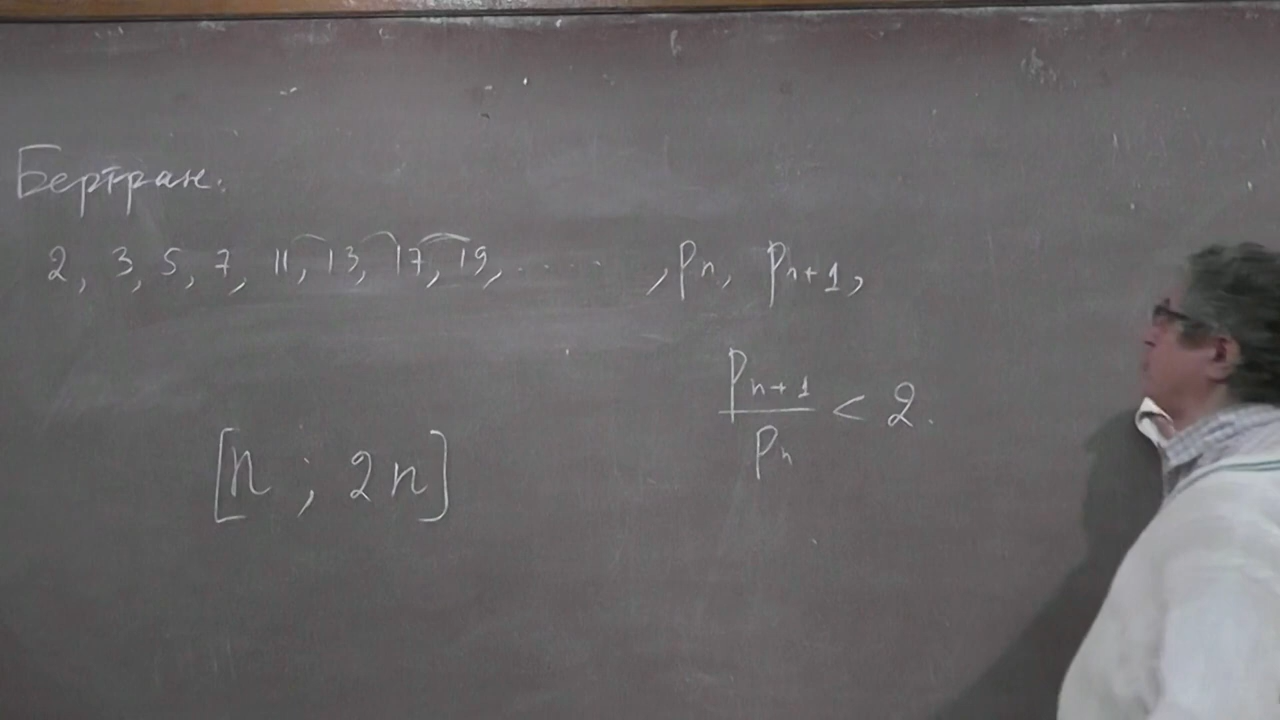 Бертран.
2, 3, 5, 7, 11, 13, 17, 19, ..... , pn, pn+1,
pn+1 / pn < 2.
[n ; 2n]